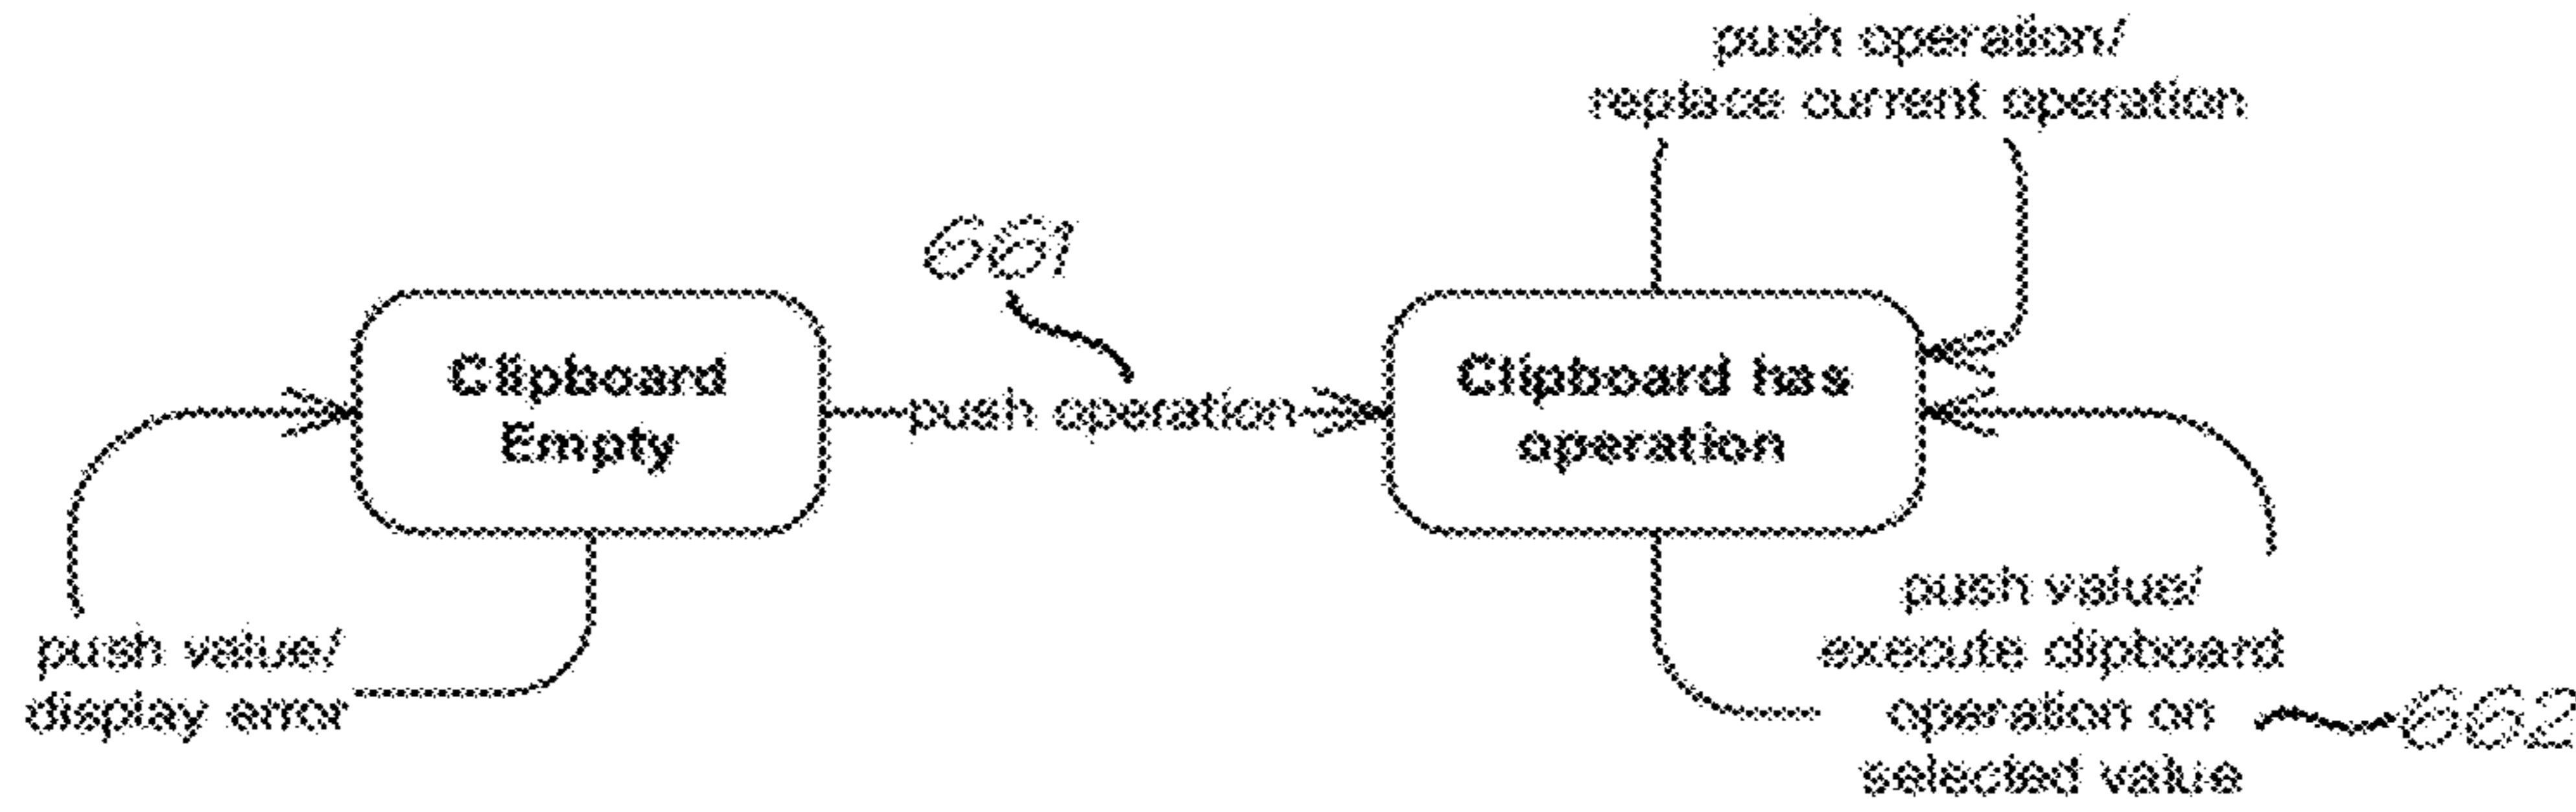 push operation/
replace current operation
661
Clipboard
Empty
push operation
Clipboard has
operation
push value/
display error
push value/
execute clipboard
operation on
selected value
662